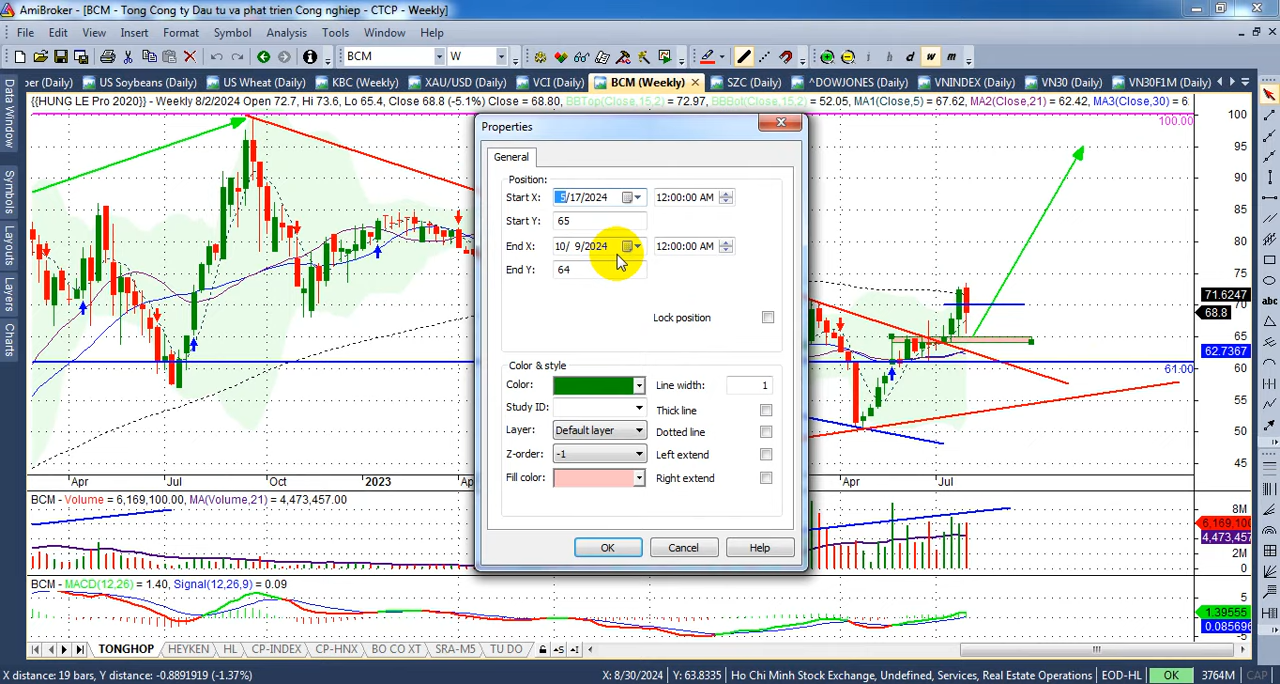 AmiBroker - [BCM - Tong Cong ty Dau tu va phat trien Cong nghiep - CTCP - Weekly]
File Edit View Insert Format Symbol Analysis Tools Window Help
BCM W h d w m
per (Daily) US Soybeans (Daily) US Wheat (Daily) KBC (Weekly) XAU/USD (Daily) VCI (Daily) BCM (Weekly) SZC (Daily) ^DOWJONES (Daily) VNINDEX (Daily) VN30 (Daily) VN30F1M (Daily)
{{HUNG LE Pro 2020}} - Weekly 8/2/2024 Open 72.7, Hi 73.6, Lo 65.4, Close 68.8 (-5.1%) Close = 68.80, BBTop(Close,15,2) = 72.97, BBBot(Close,15,2) = 52.05, MA1(Close,5) = 67.62, MA2(Close,21) = 62.42, MA3(Close,30) = 6
Data Window
Symbols
Layouts
Layers
Charts
Properties
General
Position:
Start X: 5/17/2024 12:00:00 AM
Start Y: 65
End X: 10/ 9/2024 12:00:00 AM
End Y: 64
Lock position
Color & style
Color: Line width: 1
Study ID: Thick line
Layer: Default layer Dotted line
Z-order: -1 Left extend
Fill color: Right extend
OK Cancel Help
100.00
100
95
90
85
80
75
71.6247
70
68.8
65
62.7367
61.00
60
55
50
45
Apr Jul Oct 2023 Ap Apr Jul
BCM - Volume = 6,169,100.00, MA(Volume,21) = 4,473,457.00
8M
6,169,100
4,473,457
2M
0
BCM - MACD(12,26) = 1.40, Signal(12,26,9) = 0.09
1.39555
0.085696
-5
TONGHOP HEYKEN HL CP-INDEX CP-HNX BO CO XT SRA-M5 TU DO
X distance: 19 bars, Y distance: -0.8891919 (-1.37%) X: 8/30/2024 Y: 63.8335 Ho Chi Minh Stock Exchange, Undefined, Services, Real Estate Operations EOD-HL OK 3764M CAP